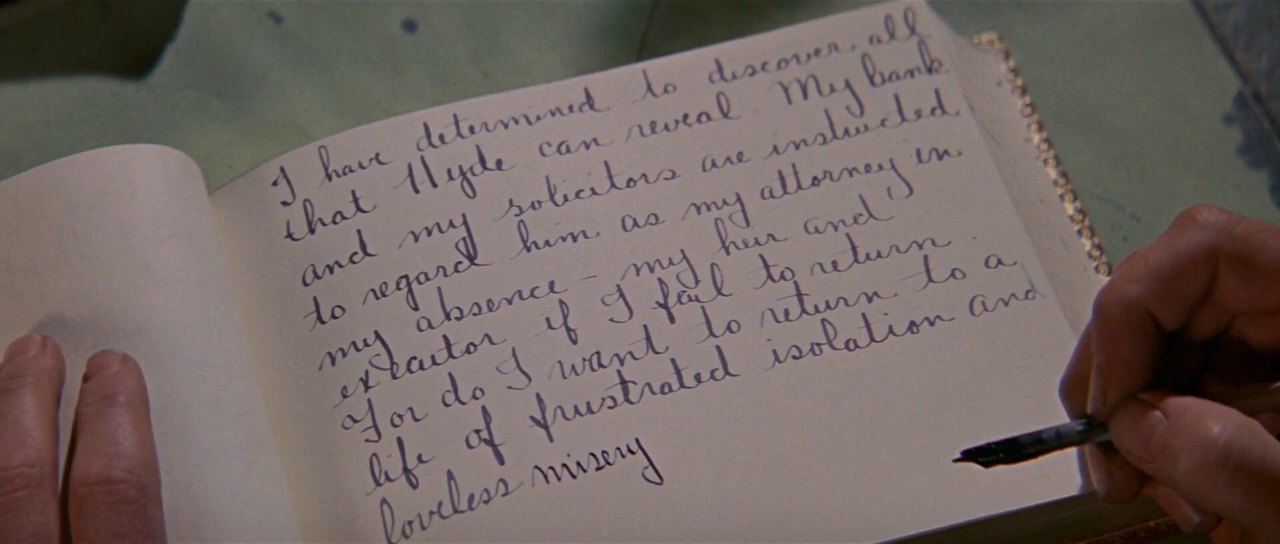 I have determined to discover all
that Hyde can reveal. My bank
and my solicitors are instructed
to regard him as my attorney in
my absence – my heir and
executor if I fail to return.
For do I want to return to a
life of frustrated isolation and
loveless misery